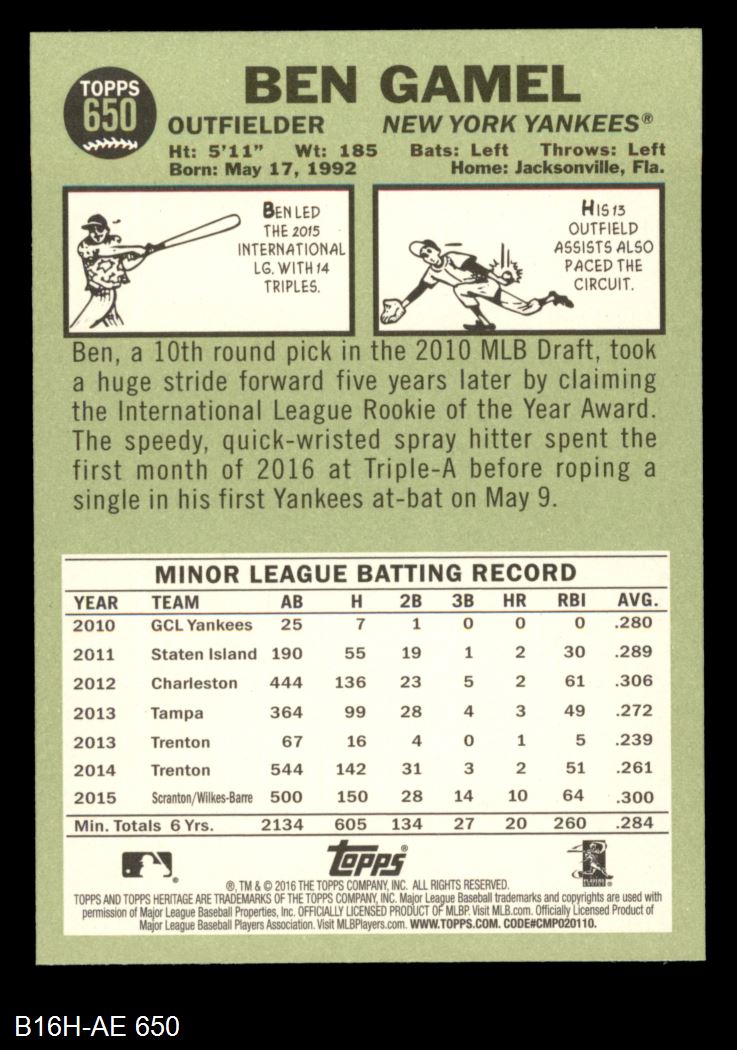 TOPPS
650
BEN GAMEL
OUTFIELDER NEW YORK YANKEES®
Ht: 5'11" Wt: 185 Bats: Left Throws: Left
Born: May 17, 1992 Home: Jacksonville, Fla.
BEN LED
THE 2015
INTERNATIONAL
LG. WITH 14
TRIPLES.
HIS 13
OUTFIELD
ASSISTS ALSO
PACED THE
CIRCUIT.
Ben, a 10th round pick in the 2010 MLB Draft, took
a huge stride forward five years later by claiming
the International League Rookie of the Year Award.
The speedy, quick-wristed spray hitter spent the
first month of 2016 at Triple-A before roping a
single in his first Yankees at-bat on May 9.
MINOR LEAGUE BATTING RECORD
YEAR TEAM AB H 2B 3B HR RBI AVG.
2010 GCL Yankees 25 7 1 0 0 0 .280
2011 Staten Island 190 55 19 1 2 30 .289
2012 Charleston 444 136 23 5 2 61 .306
2013 Tampa 364 99 28 4 3 49 .272
2013 Trenton 67 16 4 0 1 5 .239
2014 Trenton 544 142 31 3 2 51 .261
2015 Scranton/Wilkes-Barre 500 150 28 14 10 64 .300
Min. Totals 6 Yrs. 2134 605 134 27 20 260 .284
topps®
®, TM & © 2016 THE TOPPS COMPANY, INC. ALL RIGHTS RESERVED.
TOPPS AND TOPPS HERITAGE ARE TRADEMARKS OF THE TOPPS COMPANY, INC. Major League Baseball trademarks and copyrights are used with
permission of Major League Baseball Properties, Inc. OFFICIALLY LICENSED PRODUCT OF MLBP. Visit MLB.com. Officially Licensed Product of
Major League Baseball Players Association. Visit MLBPlayers.com. WWW.TOPPS.COM. CODE#CMP020110.
B16H-AE 650